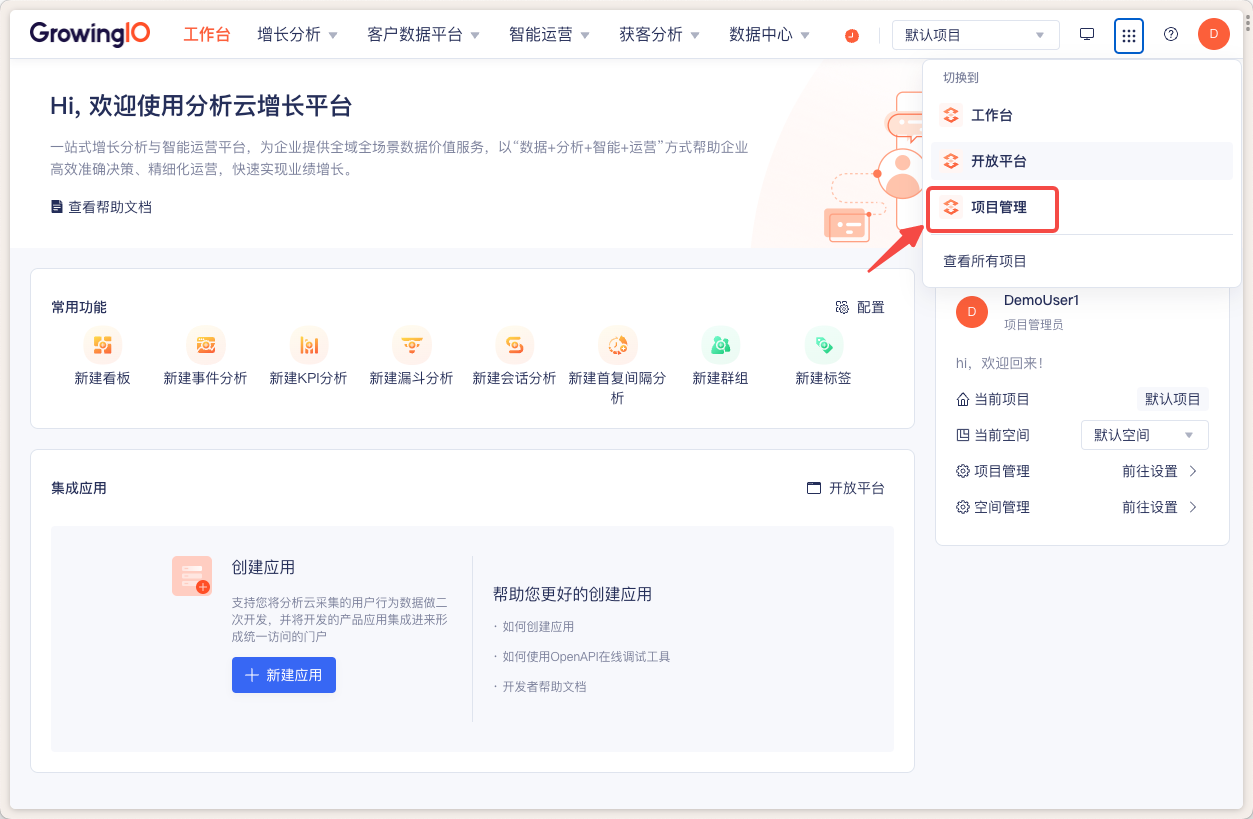 GrowingIO
工作台
增长分析
客户数据平台
智能运营
获客分析
数据中心
默认项目
D
切换到
工作台
开放平台
项目管理
查看所有项目
Hi, 欢迎使用分析云增长平台
一站式增长分析与智能运营平台，为企业提供全域全场景数据价值服务，以“数据+分析+智能+运营”方式帮助企业
高效准确决策、精细化运营，快速实现业绩增长。
查看帮助文档
常用功能
配置
新建看板
新建事件分析
新建KPI分析
新建漏斗分析
新建会话分析
新建首复间隔分
析
新建群组
新建标签
D
DemoUser1
项目管理员
hi，欢迎回来！
当前项目
默认项目
当前空间
默认空间
项目管理
前往设置
空间管理
前往设置
集成应用
开放平台
创建应用
支持您将分析云采集的用户行为数据做二
次开发，并将开发的产品应用集成进来形
成统一访问的门户
新建应用
帮助您更好的创建应用
· 如何创建应用
· 如何使用OpenAPI在线调试工具
· 开发者帮助文档